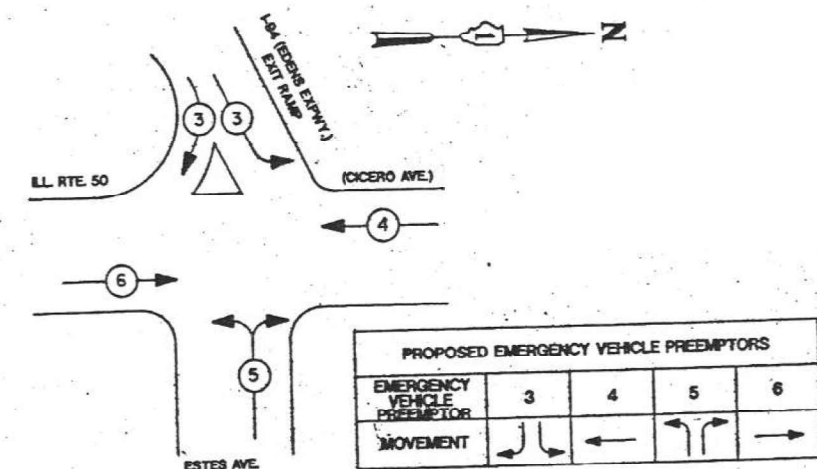 I-94 (EDENS EXPWY.)
EXIT RAMP
N
3
3
ILL. RTE. 50
(CICERO AVE.)
4
6
5
ESTES AVE.
PROPOSED EMERGENCY VEHICLE PREEMPTORS
EMERGENCY
VEHICLE
PREEMPTOR
3
4
5
6
MOVEMENT